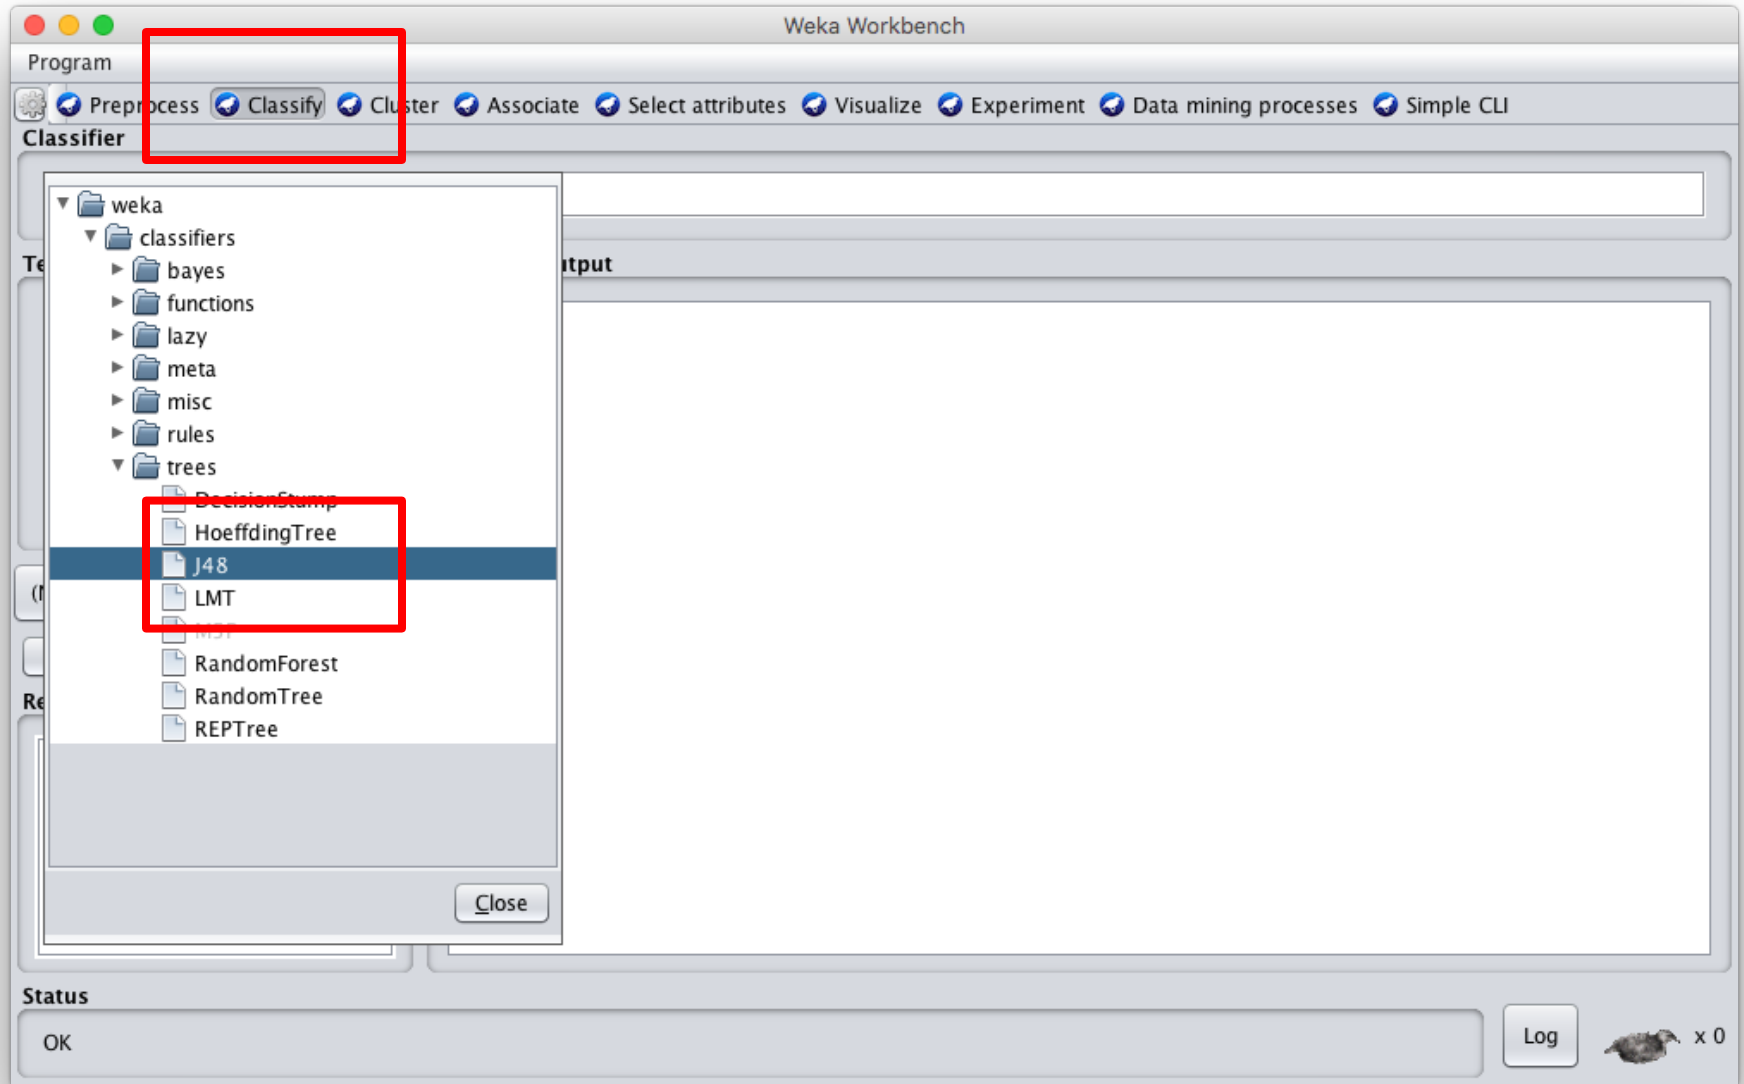 Weka Workbench
Program
Preprocess Classify Cluster Associate Select attributes Visualize Experiment Data mining processes Simple CLI
Classifier
weka
classifiers
bayes
functions
lazy
meta
misc
rules
trees
DecisionStump
HoeffdingTree
J48
LMT
M5P
RandomForest
RandomTree
REPTree
Close
Status
OK
Log
x 0